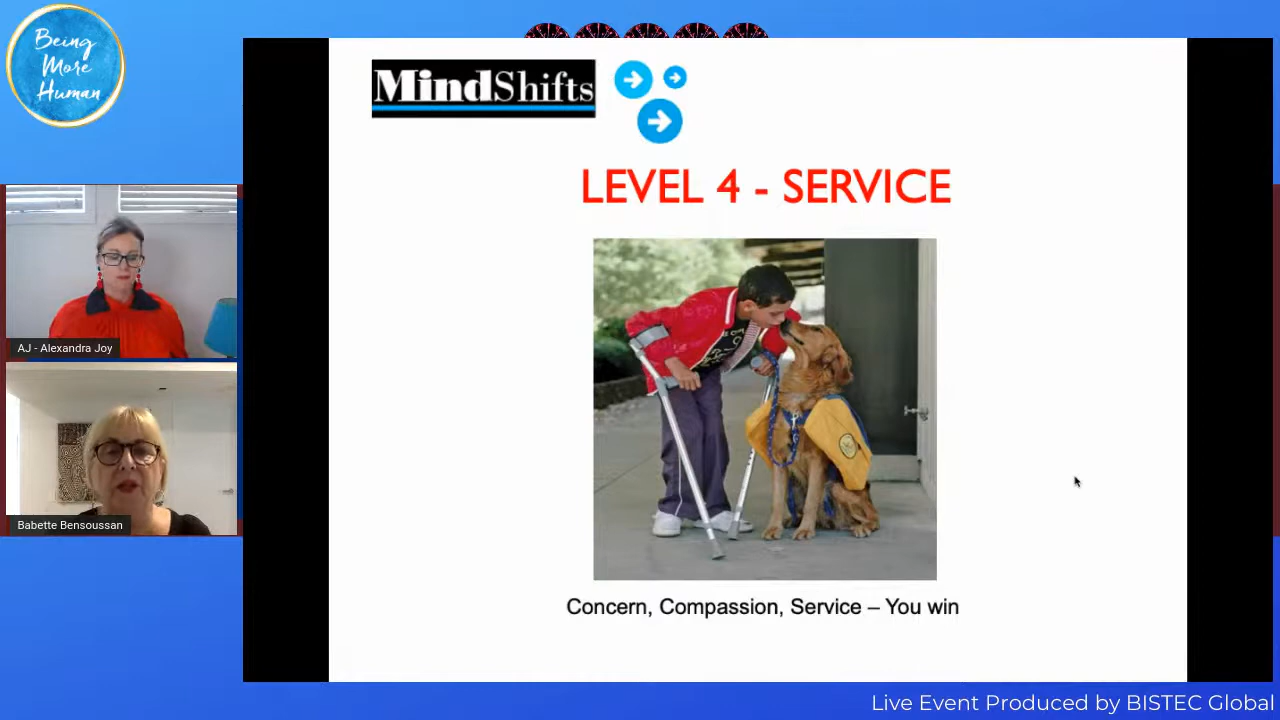 Being
More
Human
MindShifts
LEVEL 4 - SERVICE
AJ - Alexandra Joy
Babette Bensoussan
Concern, Compassion, Service – You win
Live Event Produced by BISTEC Global